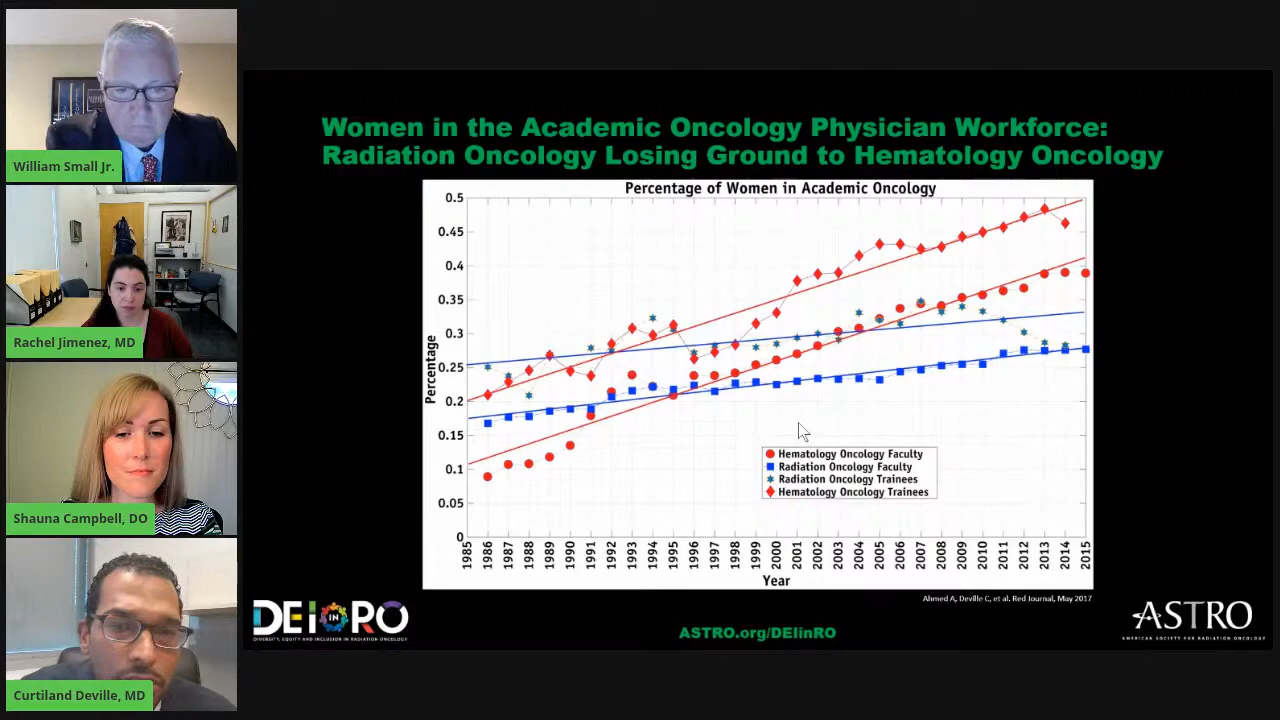 William Small Jr.
Rachel Jimenez, MD
Shauna Campbell, DO
Curtiland Deville, MD
Women in the Academic Oncology Physician Workforce:
Radiation Oncology Losing Ground to Hematology Oncology
Percentage of Women in Academic Oncology
0.5
0.45
0.4
0.35
0.3
0.25
0.2
0.15
0.1
0.05
0
Percentage
Hematology Oncology Faculty
Radiation Oncology Faculty
Radiation Oncology Trainees
Hematology Oncology Trainees
1985 1986 1987 1988 1989 1990 1991 1992 1993 1994 1995 1996 1997 1998 1999 2000 2001 2002 2003 2004 2005 2006 2007 2008 2009 2010 2011 2012 2013 2014 2015
Year
Ahmed A, Deville C, et al. Red Journal, May 2017
DEI IN RO
DIVERSITY, EQUITY AND INCLUSION IN RADIATION ONCOLOGY
ASTRO.org/DEIinRO
ASTRO
AMERICAN SOCIETY FOR RADIATION ONCOLOGY